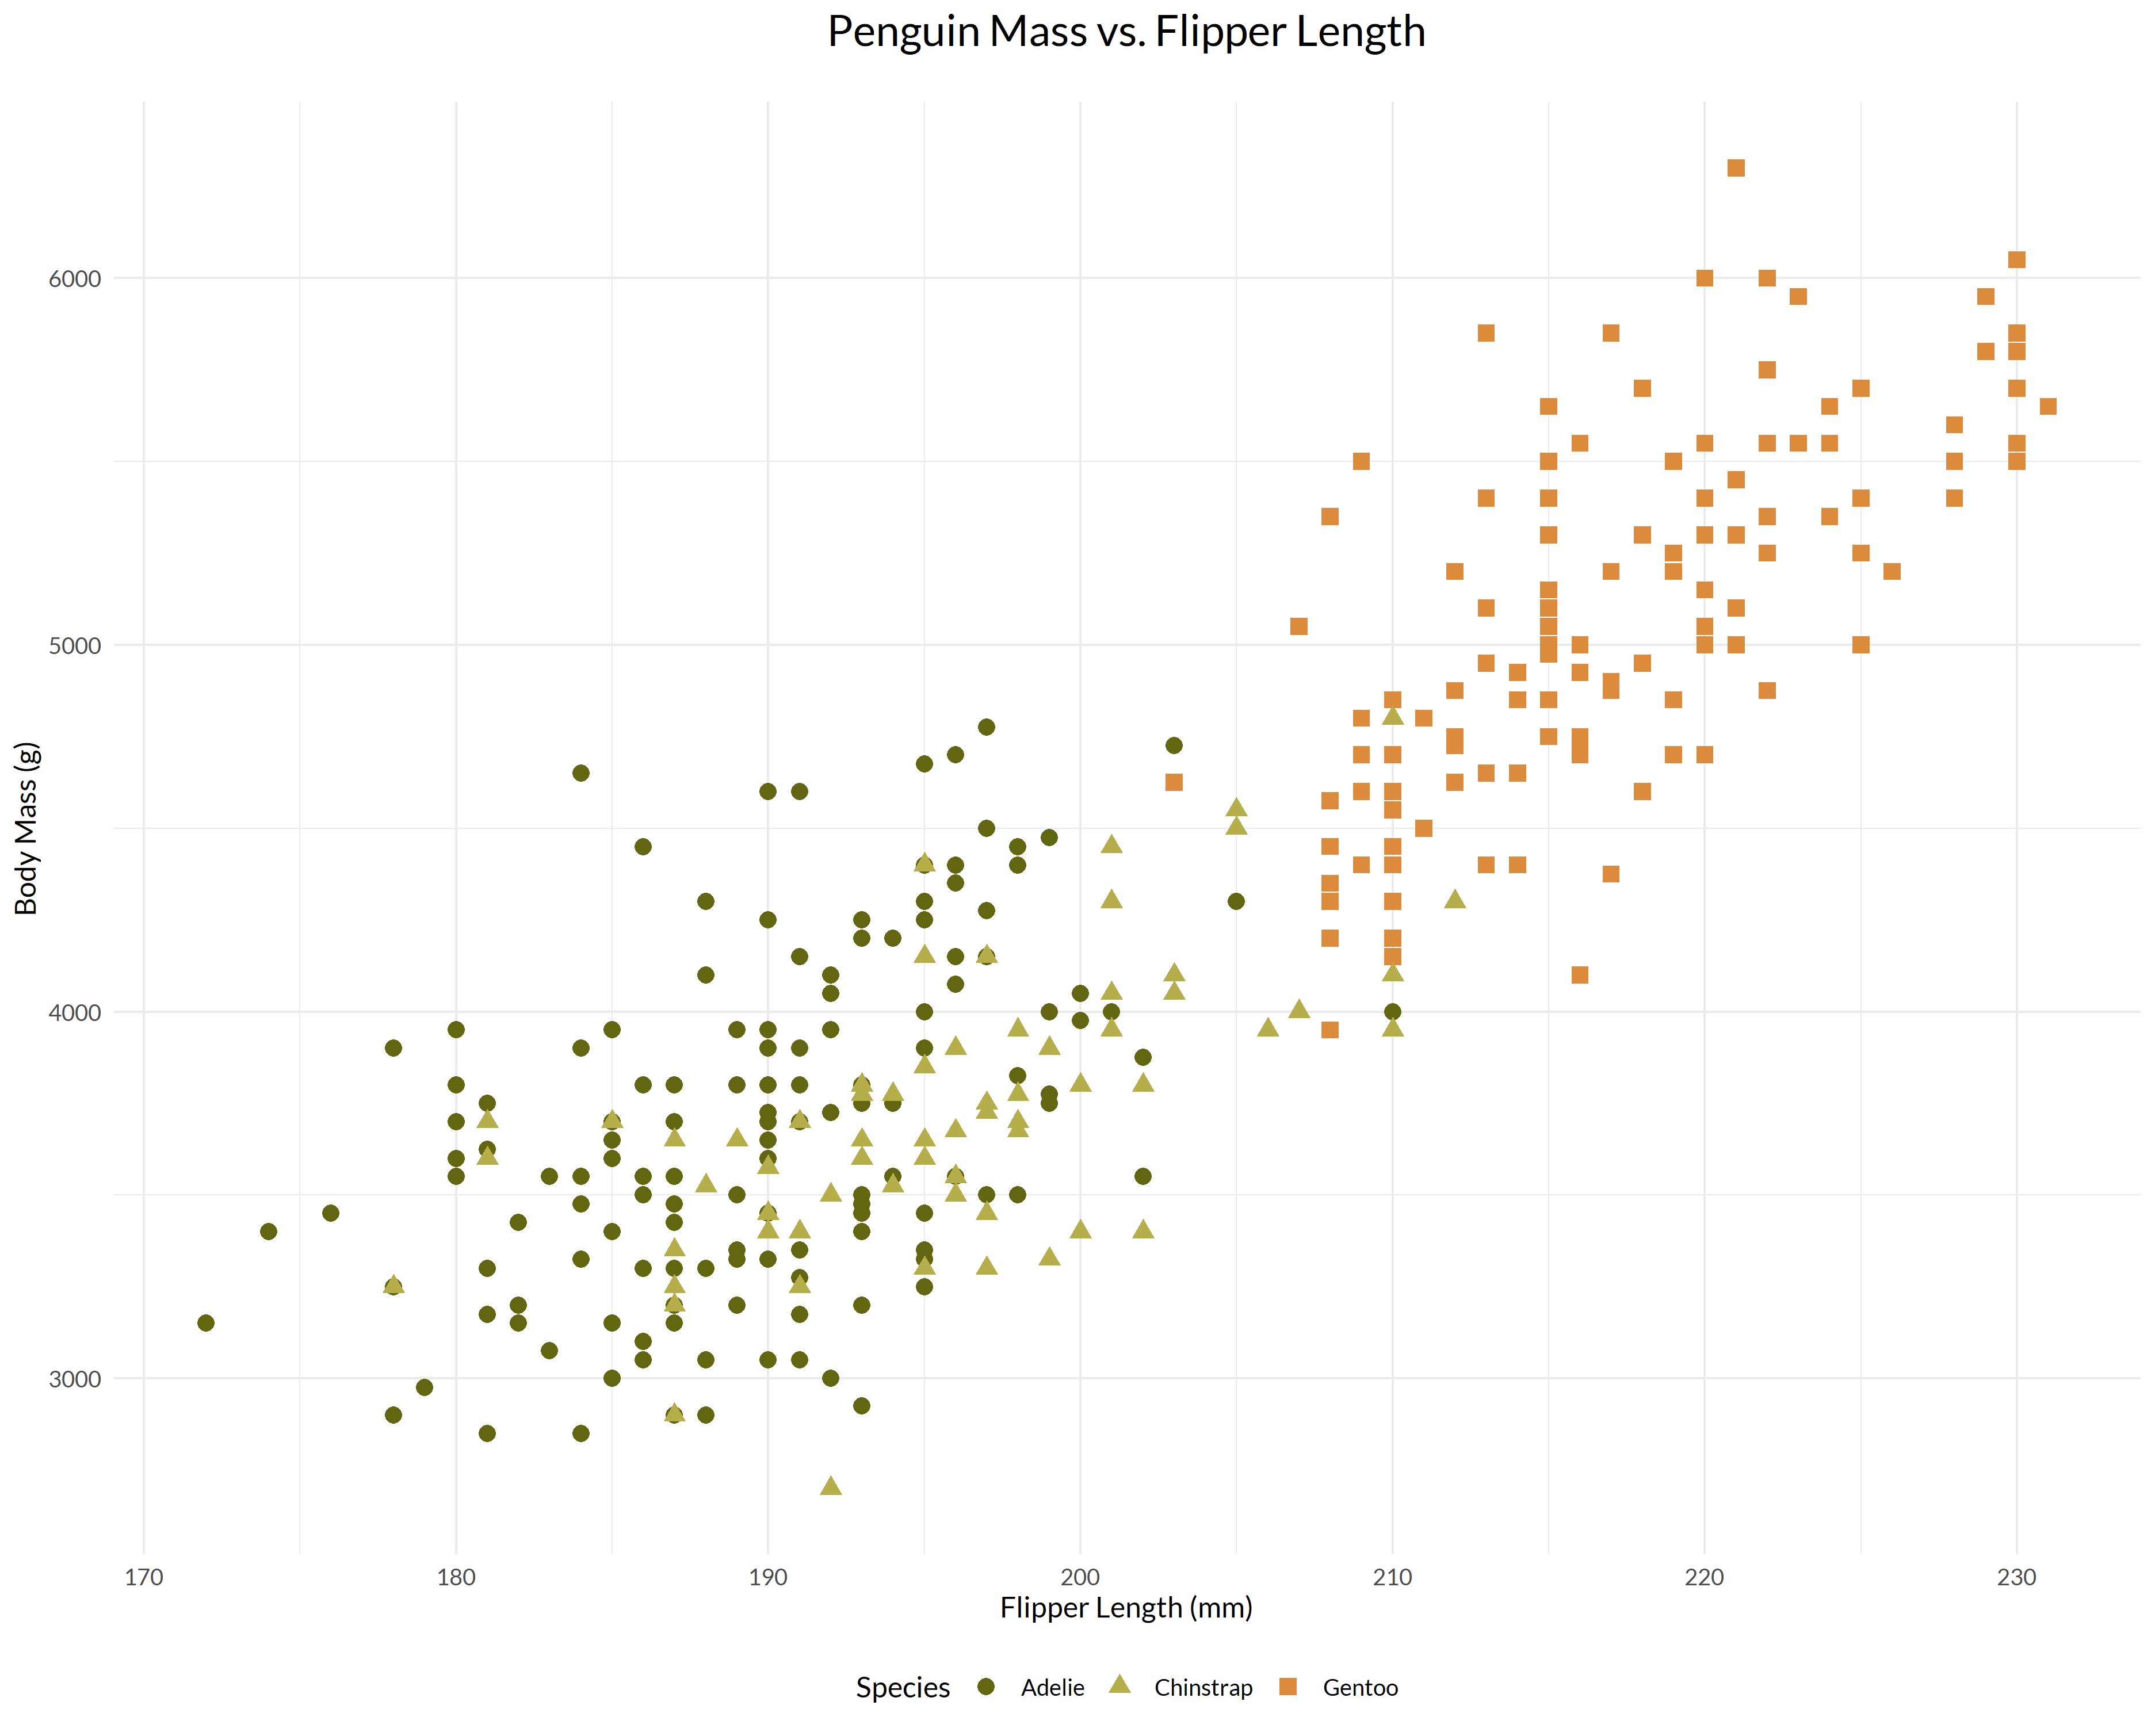 Penguin Mass vs. Flipper Length
Body Mass (g)
6000
5000
4000
3000
170 180 190 200 210 220 230
Flipper Length (mm)
Species Adelie Chinstrap Gentoo